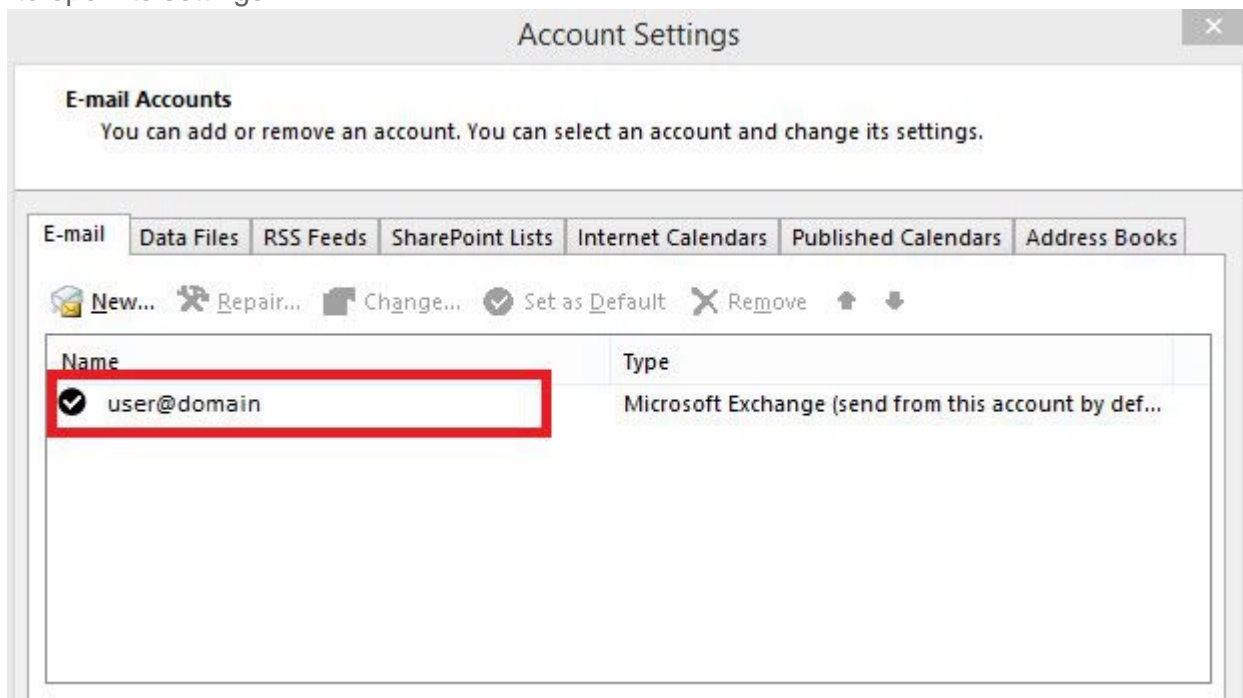 Account Settings
E-mail Accounts
You can add or remove an account. You can select an account and change its settings.
E-mail Data Files RSS Feeds SharePoint Lists Internet Calendars Published Calendars Address Books
New... Repair... Change... Set as Default Remove
Name Type
user@domain Microsoft Exchange (send from this account by def...